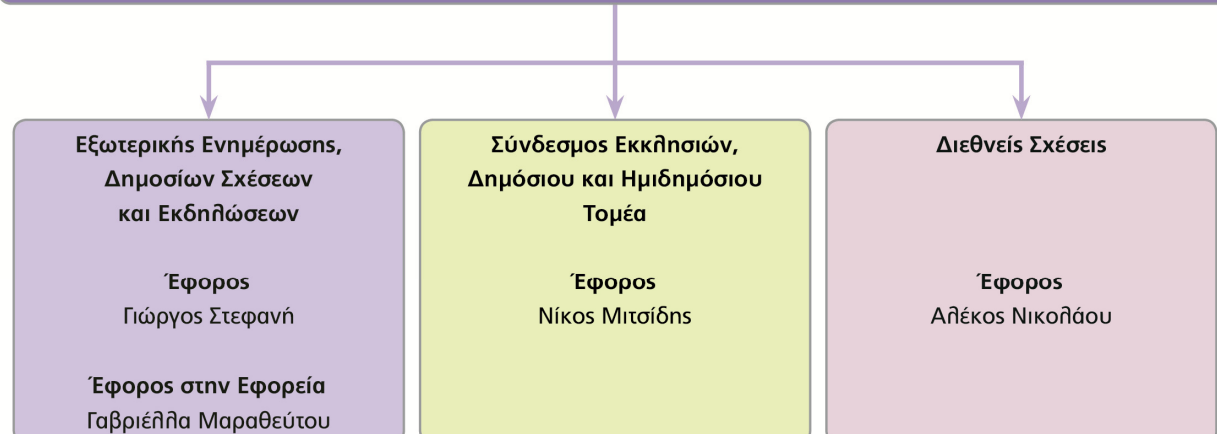 Εξωτερικής Ενημέρωσης,
Δημοσίων Σχέσεων
και Εκδηλώσεων
Έφορος
Γιώργος Στεφανή
Έφορος στην Εφορεία
Γαβριέλλα Μαραθεύτου
Σύνδεσμος Εκκλησιών,
Δημόσιου και Ημιδημόσιου
Τομέα
Έφορος
Νίκος Μιτσίδης
Διεθνείς Σχέσεις
Έφορος
Αλέκος Νικολάου